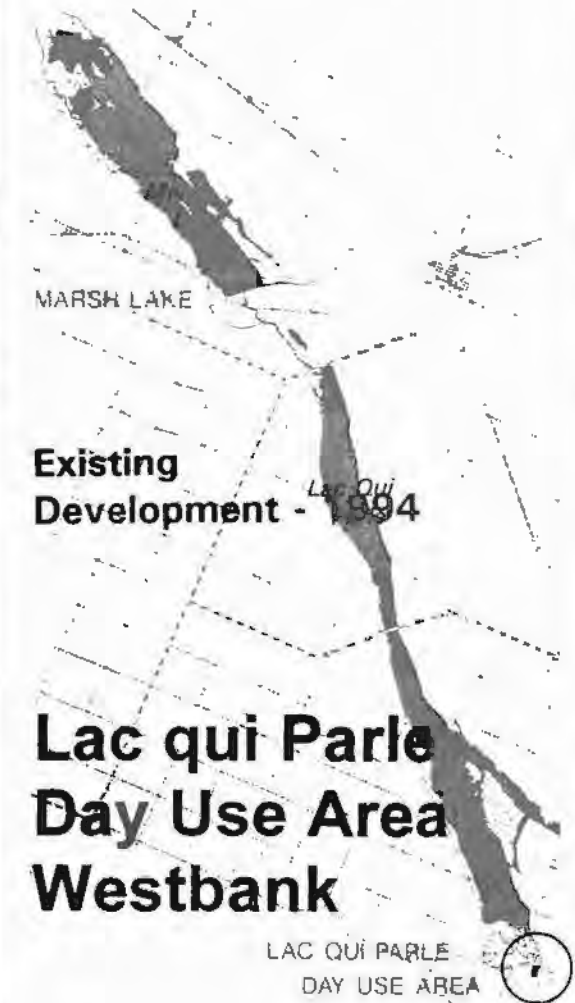 MARSH LAKE
Existing
Lac Qui
Development - 1994
Lac qui Parle
Day Use Area
Westbank
LAC QUI PARLE
DAY USE AREA